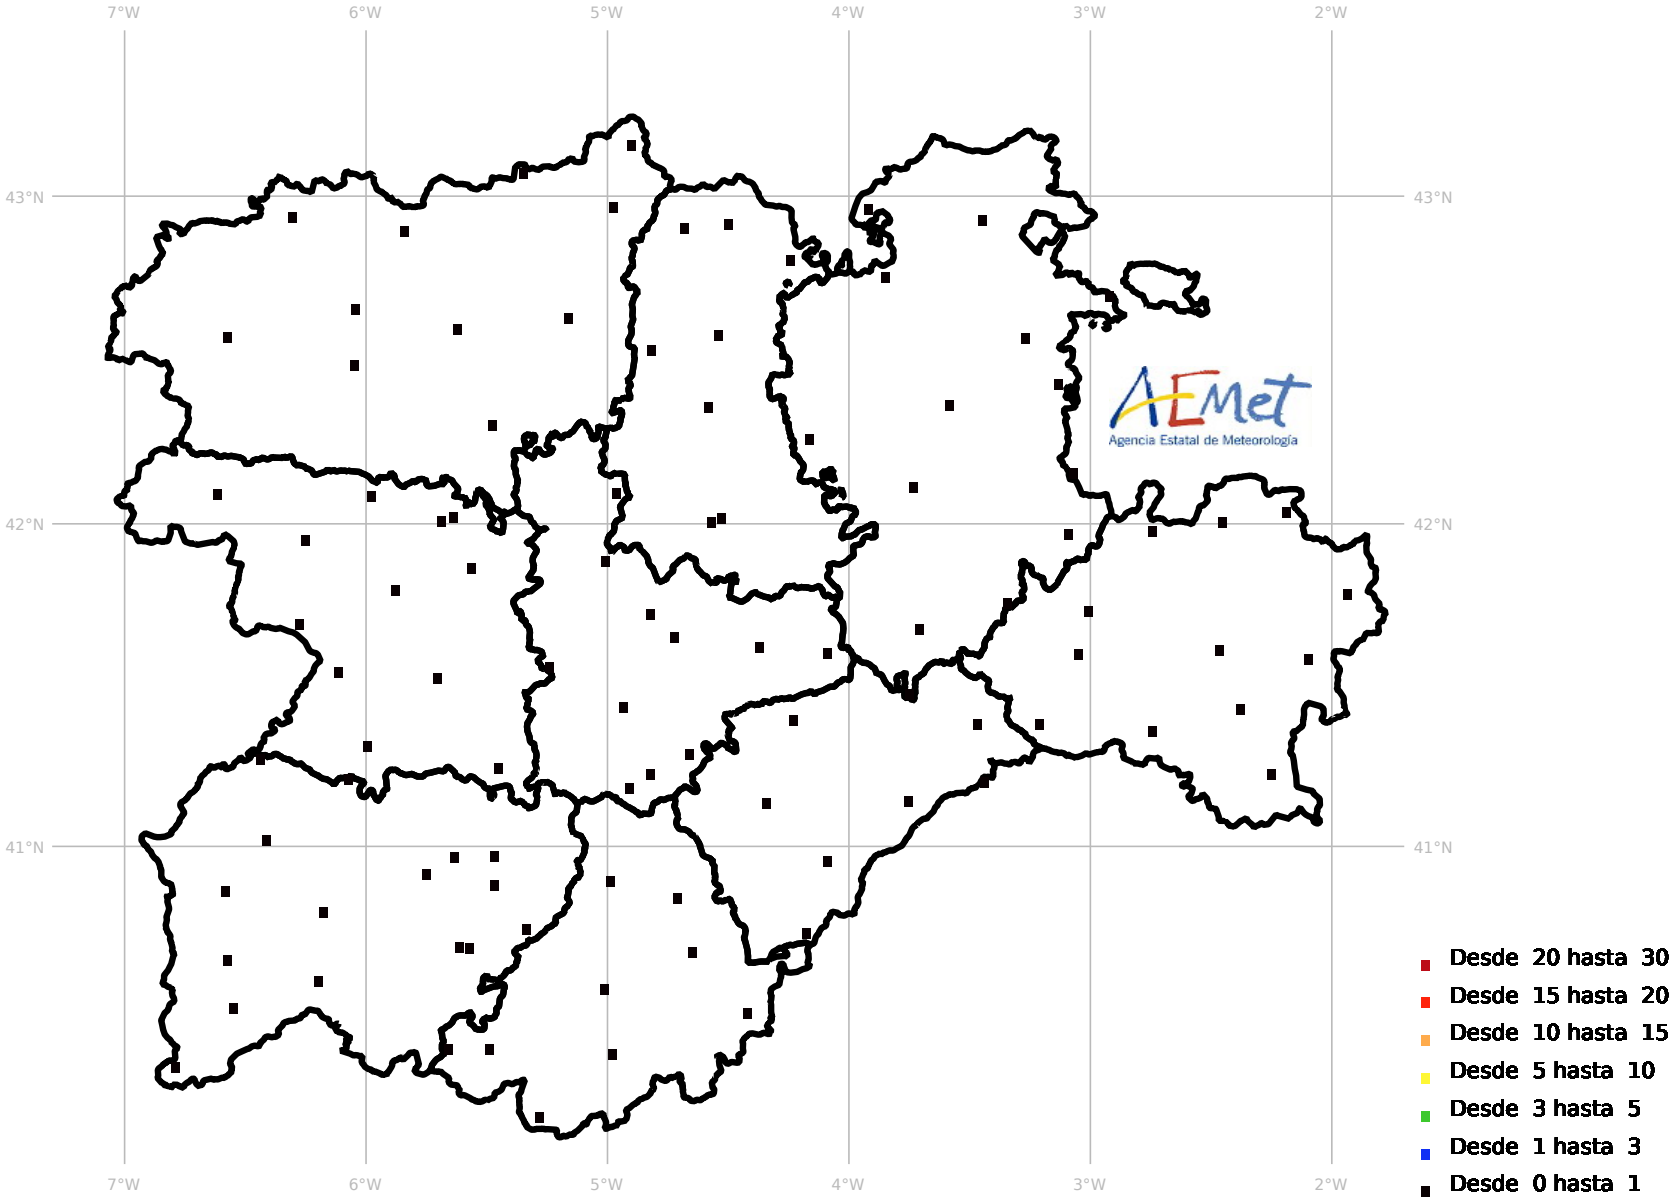 7°W 6°W 5°W 4°W 3°W 2°W
43°N 43°N
AEMet
Agencia Estatal de Meteorología
42°N 42°N
41°N 41°N
Desde 20 hasta 30
Desde 15 hasta 20
Desde 10 hasta 15
Desde 5 hasta 10
Desde 3 hasta 5
Desde 1 hasta 3
Desde 0 hasta 1
7°W 6°W 5°W 4°W 3°W 2°W